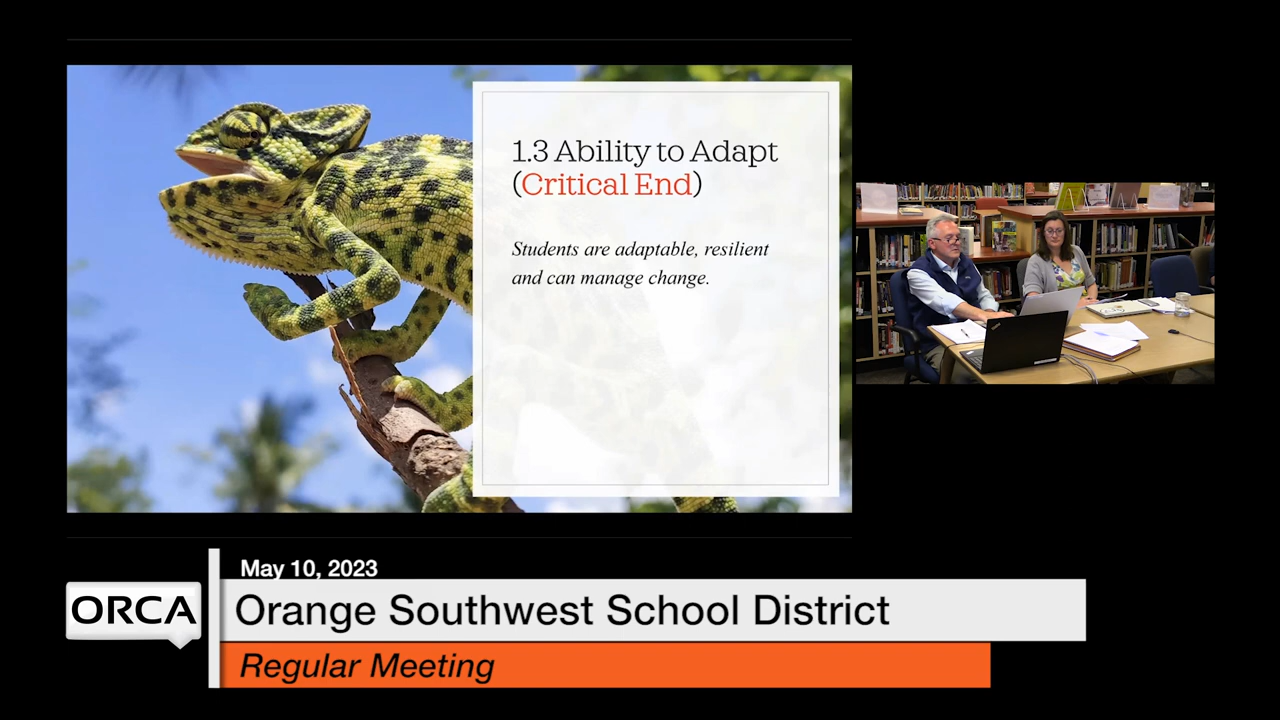 1.3 Ability to Adapt
(Critical End)
Students are adaptable, resilient
and can manage change.
May 10, 2023
ORCA
Orange Southwest School District
Regular Meeting